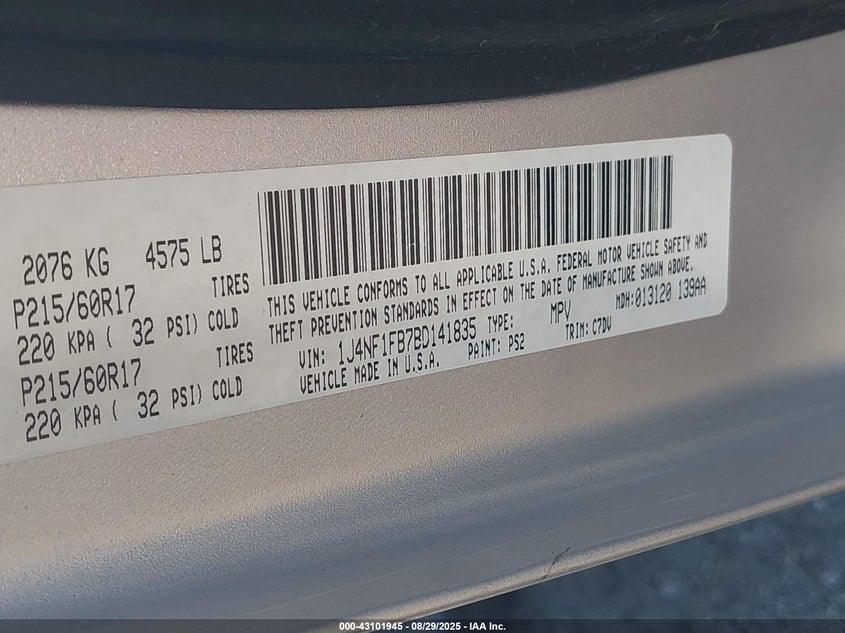 2076 KG 4575 LB
P215/60R17 TIRES
220 KPA ( 32 PSI) COLD
P215/60R17 TIRES
220 KPA ( 32 PSI) COLD
THIS VEHICLE CONFORMS TO ALL APPLICABLE U.S.A. FEDERAL MOTOR VEHICLE SAFETY AND
THEFT PREVENTION STANDARDS IN EFFECT ON THE DATE OF MANUFACTURE SHOWN ABOVE.
VIN: 1J4NF1FB7BD141835 TYPE: MPV MDH:013120 139AA
VEHICLE MADE IN U.S.A. PAINT: PS2 TRIM: C7DV
000-43101945 - 08/29/2025 - IAA Inc.